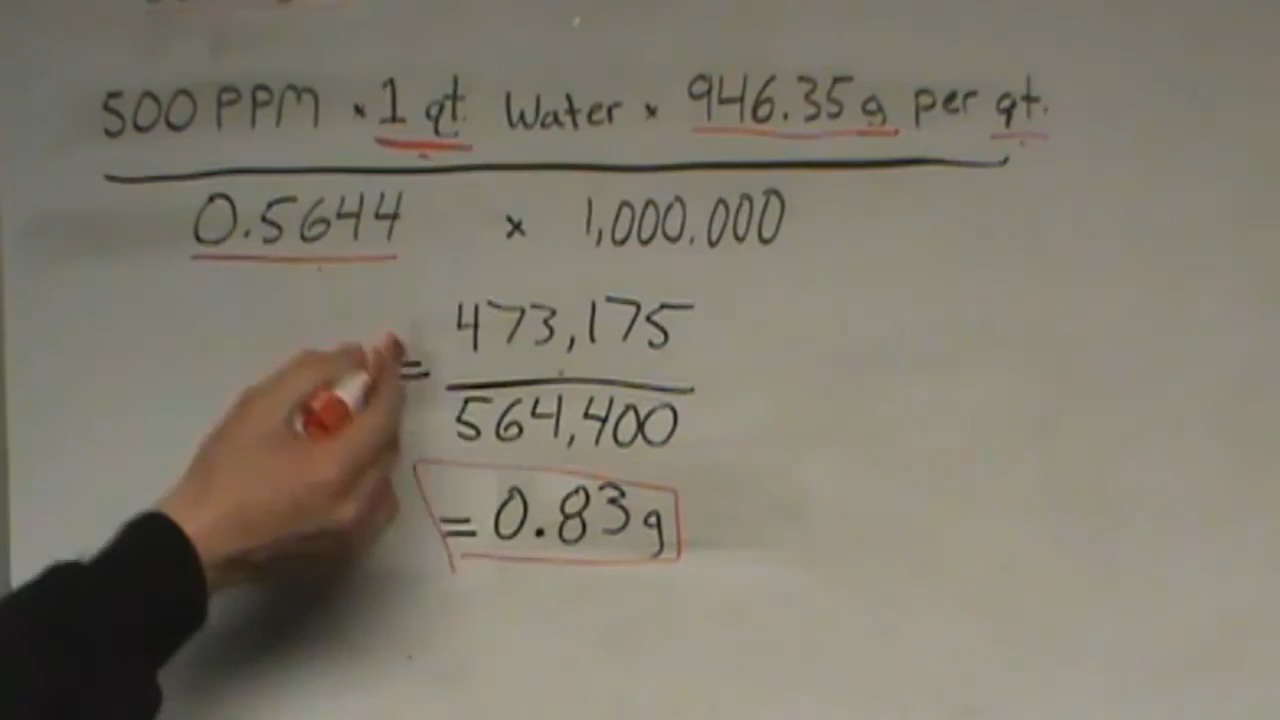 500 PPM × 1 qt. Water × 946.35 g per qt.
0.5644 × 1,000.000
= 473,175
564,400
= 0.83g